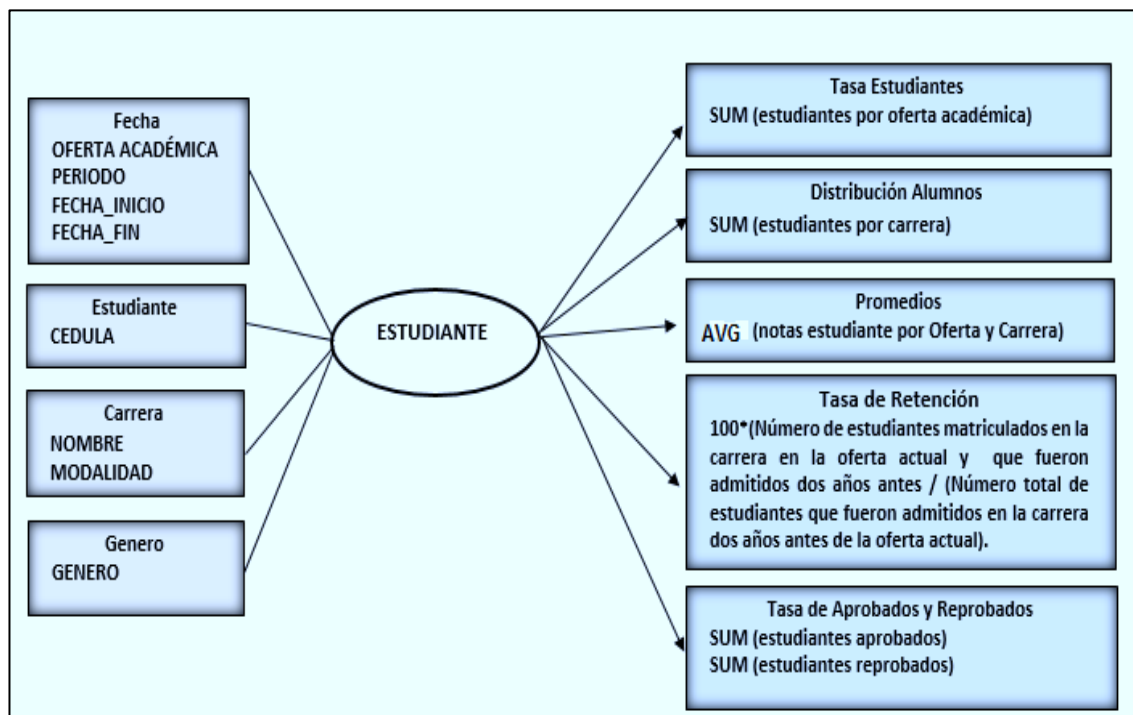 Fecha
OFERTA ACADÉMICA
PERIODO
FECHA_INICIO
FECHA_FIN
Estudiante
CEDULA
Carrera
NOMBRE
MODALIDAD
Genero
GENERO
ESTUDIANTE
Tasa Estudiantes
SUM (estudiantes por oferta académica)
Distribución Alumnos
SUM (estudiantes por carrera)
Promedios
AVG (notas estudiante por Oferta y Carrera)
Tasa de Retención
100*(Número de estudiantes matriculados en la
carrera en la oferta actual y que fueron
admitidos dos años antes / (Número total de
estudiantes que fueron admitidos en la carrera
dos años antes de la oferta actual).
Tasa de Aprobados y Reprobados
SUM (estudiantes aprobados)
SUM (estudiantes reprobados)